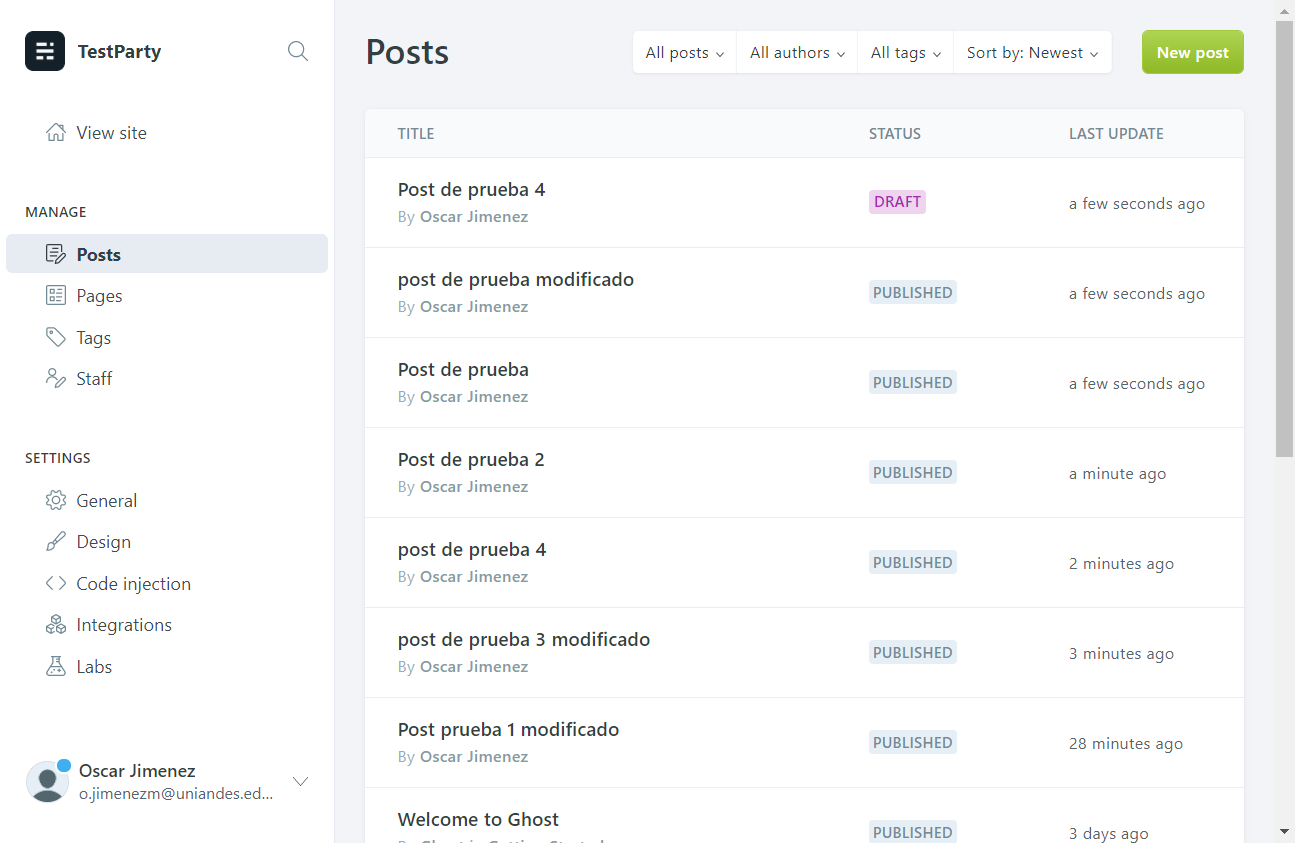 TestParty
View site
MANAGE
Posts
Pages
Tags
Staff
SETTINGS
General
Design
Code injection
Integrations
Labs
Oscar Jimenez
o.jimenezm@uniandes.ed...
Posts
All posts
All authors
All tags
Sort by: Newest
New post
TITLE STATUS LAST UPDATE
Post de prueba 4
By Oscar Jimenez
DRAFT
a few seconds ago
post de prueba modificado
By Oscar Jimenez
PUBLISHED
a few seconds ago
Post de prueba
By Oscar Jimenez
PUBLISHED
a few seconds ago
Post de prueba 2
By Oscar Jimenez
PUBLISHED
a minute ago
post de prueba 4
By Oscar Jimenez
PUBLISHED
2 minutes ago
post de prueba 3 modificado
By Oscar Jimenez
PUBLISHED
3 minutes ago
Post prueba 1 modificado
By Oscar Jimenez
PUBLISHED
28 minutes ago
Welcome to Ghost
PUBLISHED
3 days ago